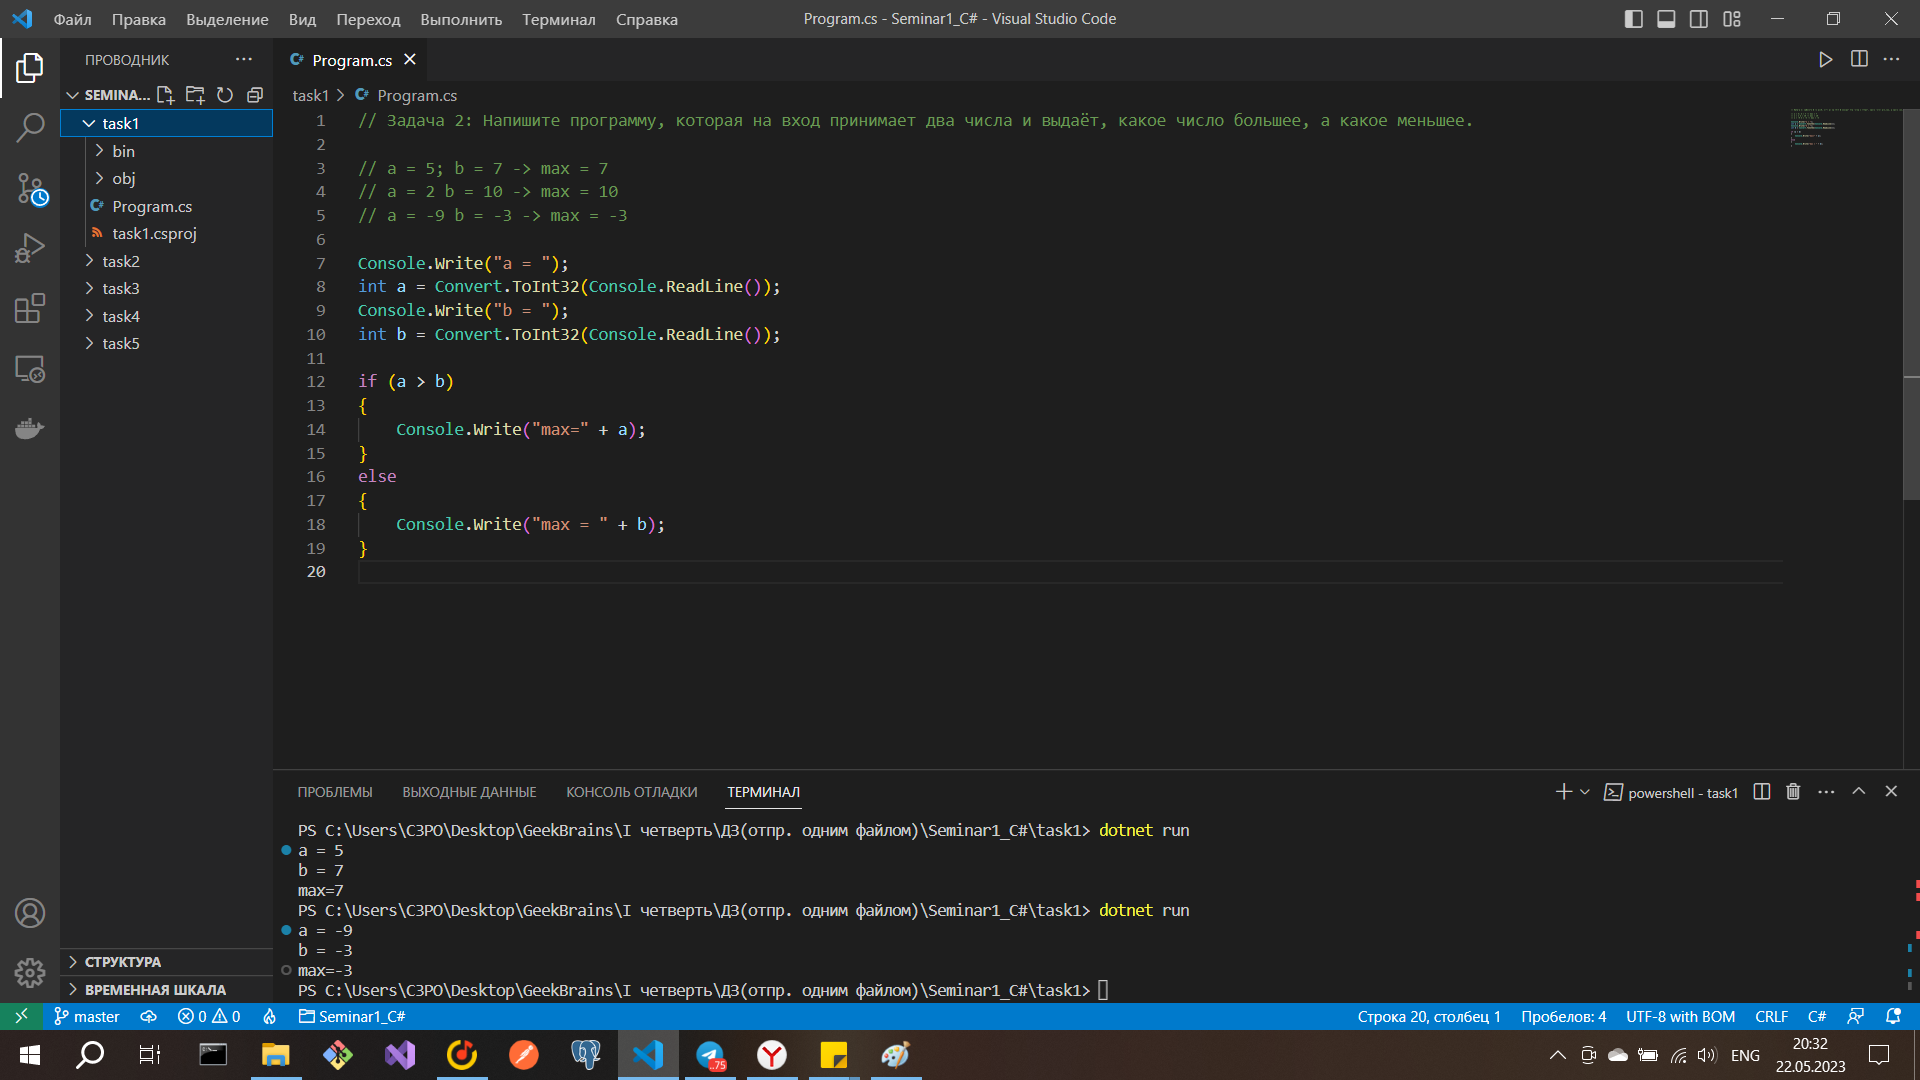 Файл Правка Выделение Вид Переход Выполнить Терминал Справка
Program.cs - Seminar1_C# - Visual Studio Code
ПРОВОДНИК
SEMINA...
task1
bin
obj
Program.cs
task1.csproj
task2
task3
task4
task5
СТРУКТУРА
ВРЕМЕННАЯ ШКАЛА
Program.cs
task1 > Program.cs
1 // Задача 2: Напишите программу, которая на вход принимает два числа и выдаёт, какое число большее, а какое меньшее.
2
3 // a = 5; b = 7 -> max = 7
4 // a = 2 b = 10 -> max = 10
5 // a = -9 b = -3 -> max = -3
6
7 Console.Write("a = ");
8 int a = Convert.ToInt32(Console.ReadLine());
9 Console.Write("b = ");
10 int b = Convert.ToInt32(Console.ReadLine());
11
12 if (a > b)
13 {
14 Console.Write("max=" + a);
15 }
16 else
17 {
18 Console.Write("max = " + b);
19 }
20
ПРОБЛЕМЫ ВЫХОДНЫЕ ДАННЫЕ КОНСОЛЬ ОТЛАДКИ ТЕРМИНАЛ
powershell - task1
PS C:\Users\C3PO\Desktop\GeekBrains\I четверть\ДЗ(отпр. одним файлом)\Seminar1_C#\task1> dotnet run
a = 5
b = 7
max=7
PS C:\Users\C3PO\Desktop\GeekBrains\I четверть\ДЗ(отпр. одним файлом)\Seminar1_C#\task1> dotnet run
a = -9
b = -3
max=-3
PS C:\Users\C3PO\Desktop\GeekBrains\I четверть\ДЗ(отпр. одним файлом)\Seminar1_C#\task1>
master 0 0 Seminar1_C#
Строка 20, столбец 1 Пробелов: 4 UTF-8 with BOM CRLF C#
..75
ENG
20:32
22.05.2023